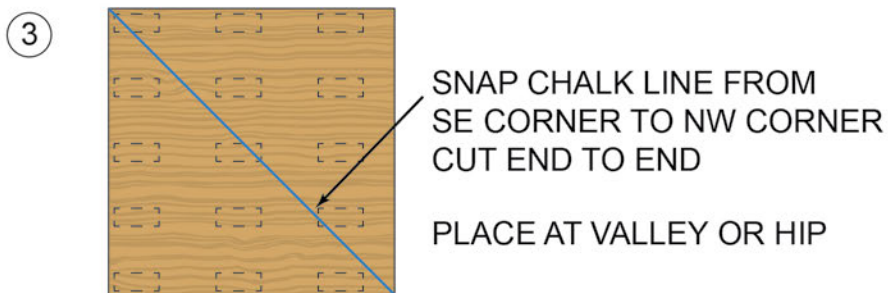 3
SNAP CHALK LINE FROM
SE CORNER TO NW CORNER
CUT END TO END
PLACE AT VALLEY OR HIP